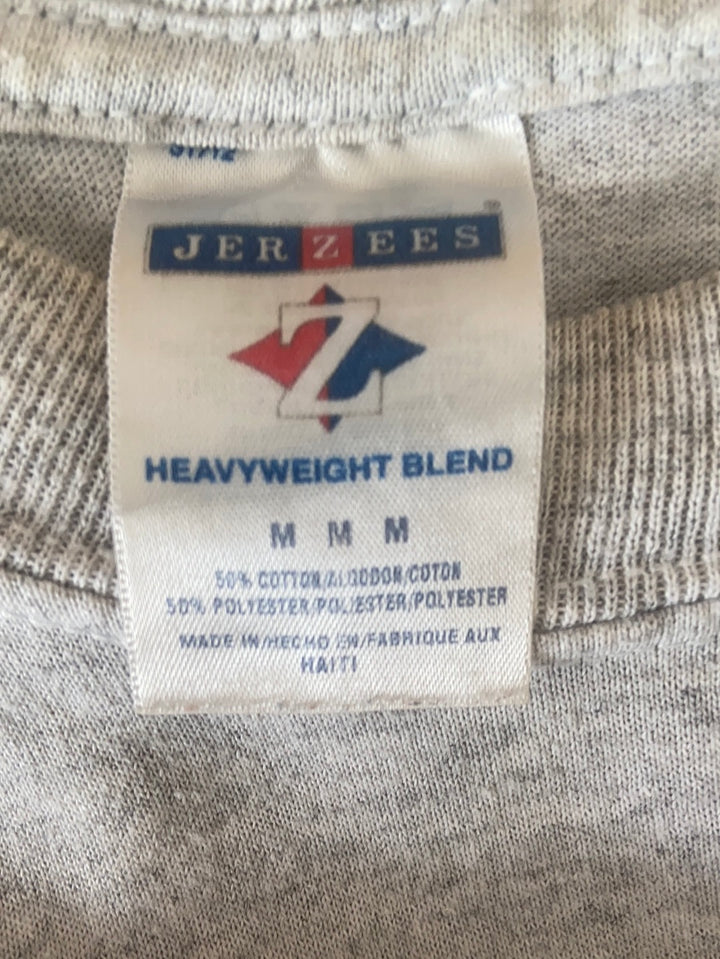 JERZEES®
Z
HEAVYWEIGHT BLEND
M M M
50% COTTON/ALGODON/COTON
50% POLYESTER/POLIESTER/POLYESTER
MADE IN/HECHO EN/FABRIQUE AUX
HAITI